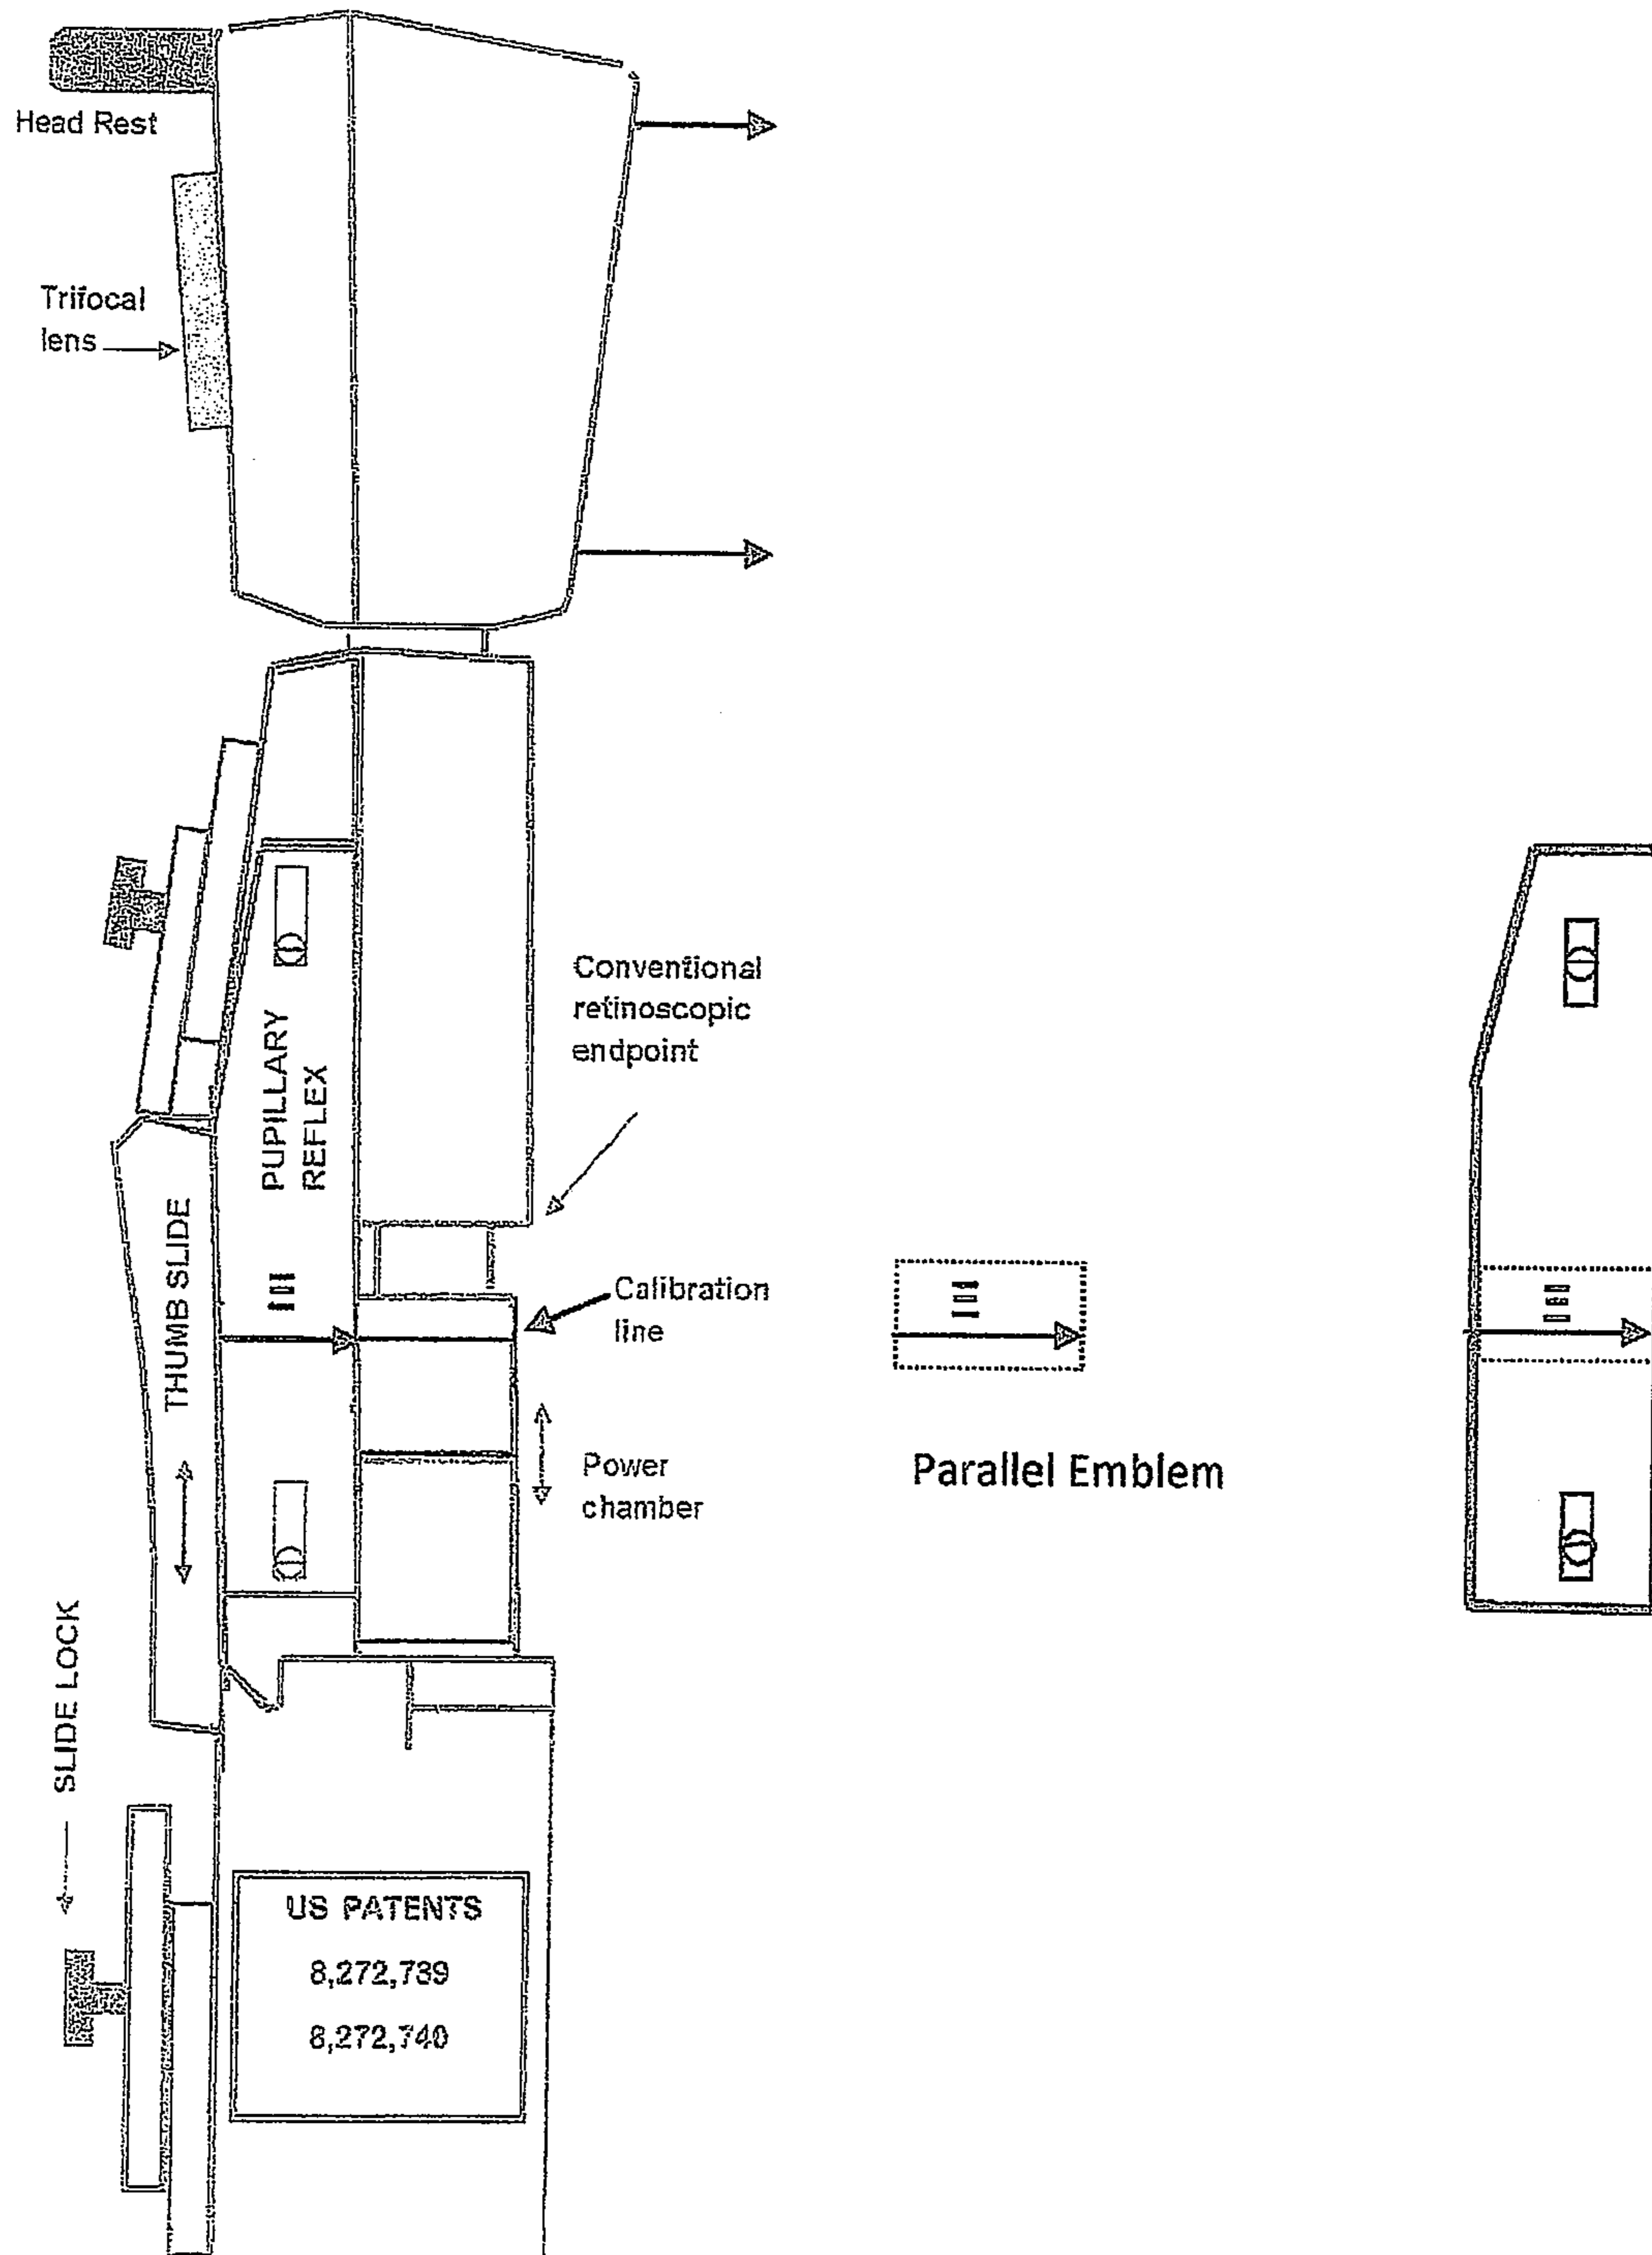 Head Rest
Trifocal
lens
Conventional
retinoscopic
endpoint
PUPILLARY
REFLEX
THUMB SLIDE
Calibration
line
Power
chamber
Parallel Emblem
SLIDE LOCK
US PATENTS
8,272,739
8,272,740